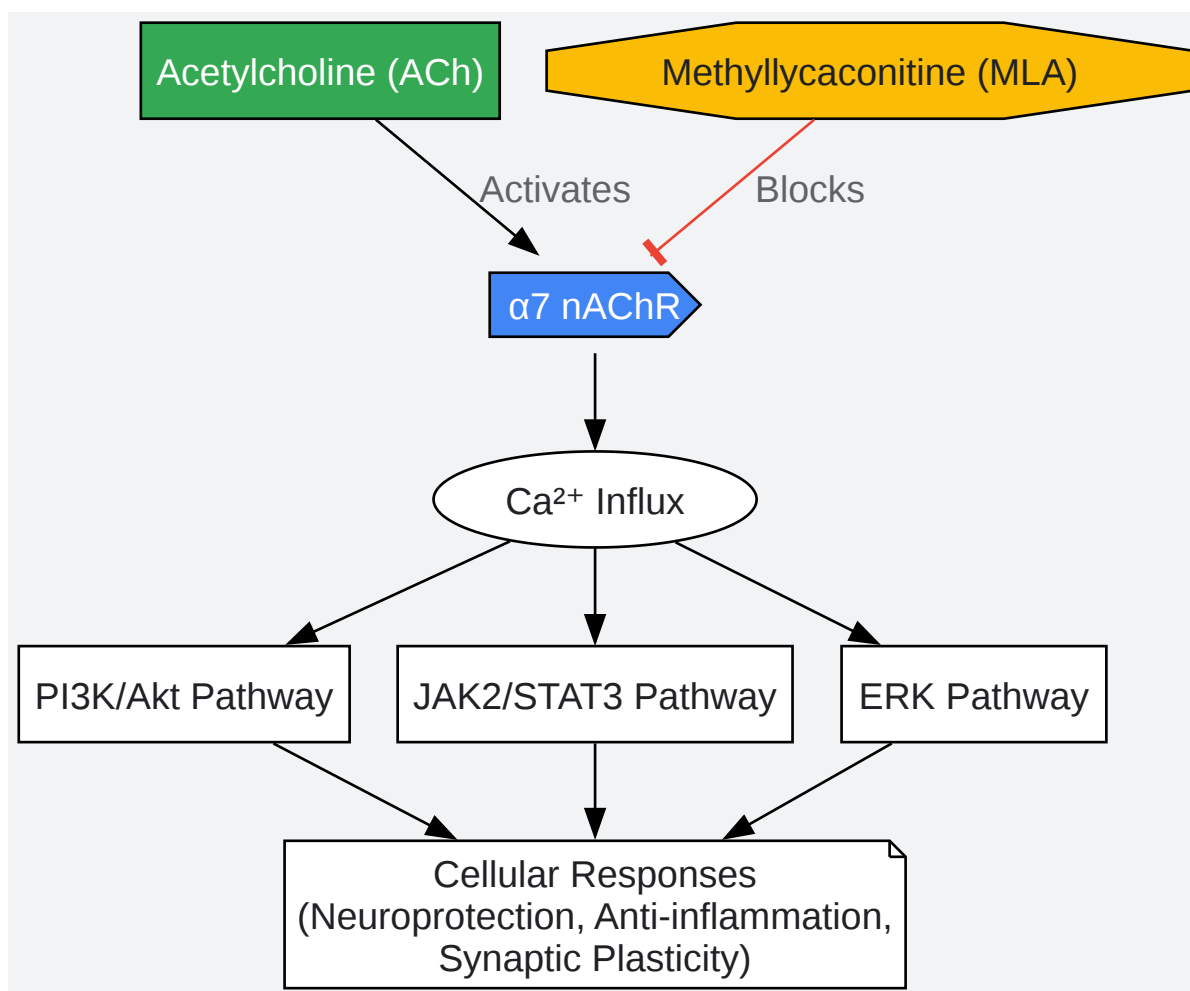 Acetylcholine (ACh)
Methyllycaconitine (MLA)
Activates
Blocks
α7 nAChR
Ca²⁺ Influx
PI3K/Akt Pathway
JAK2/STAT3 Pathway
ERK Pathway
Cellular Responses
(Neuroprotection, Anti-inflammation,
Synaptic Plasticity)